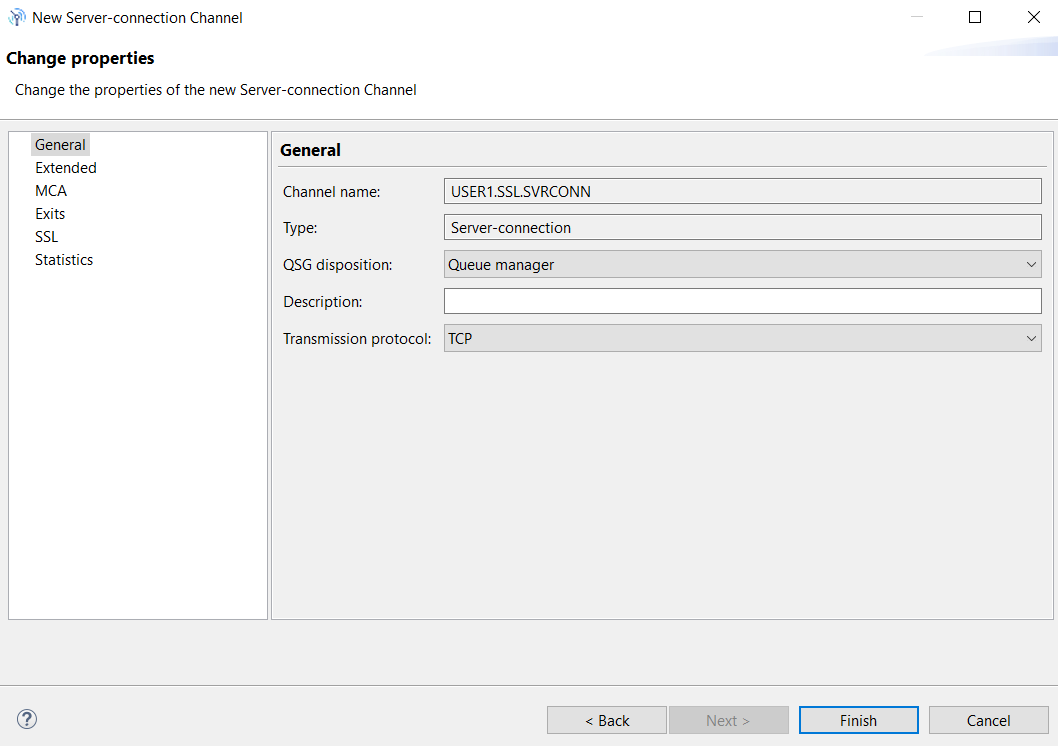 New Server-connection Channel
Change properties
Change the properties of the new Server-connection Channel
General
Extended
MCA
Exits
SSL
Statistics
General
Channel name: USER1.SSL.SVRCONN
Type: Server-connection
QSG disposition: Queue manager
Description:
Transmission protocol: TCP
?
< Back Next > Finish Cancel